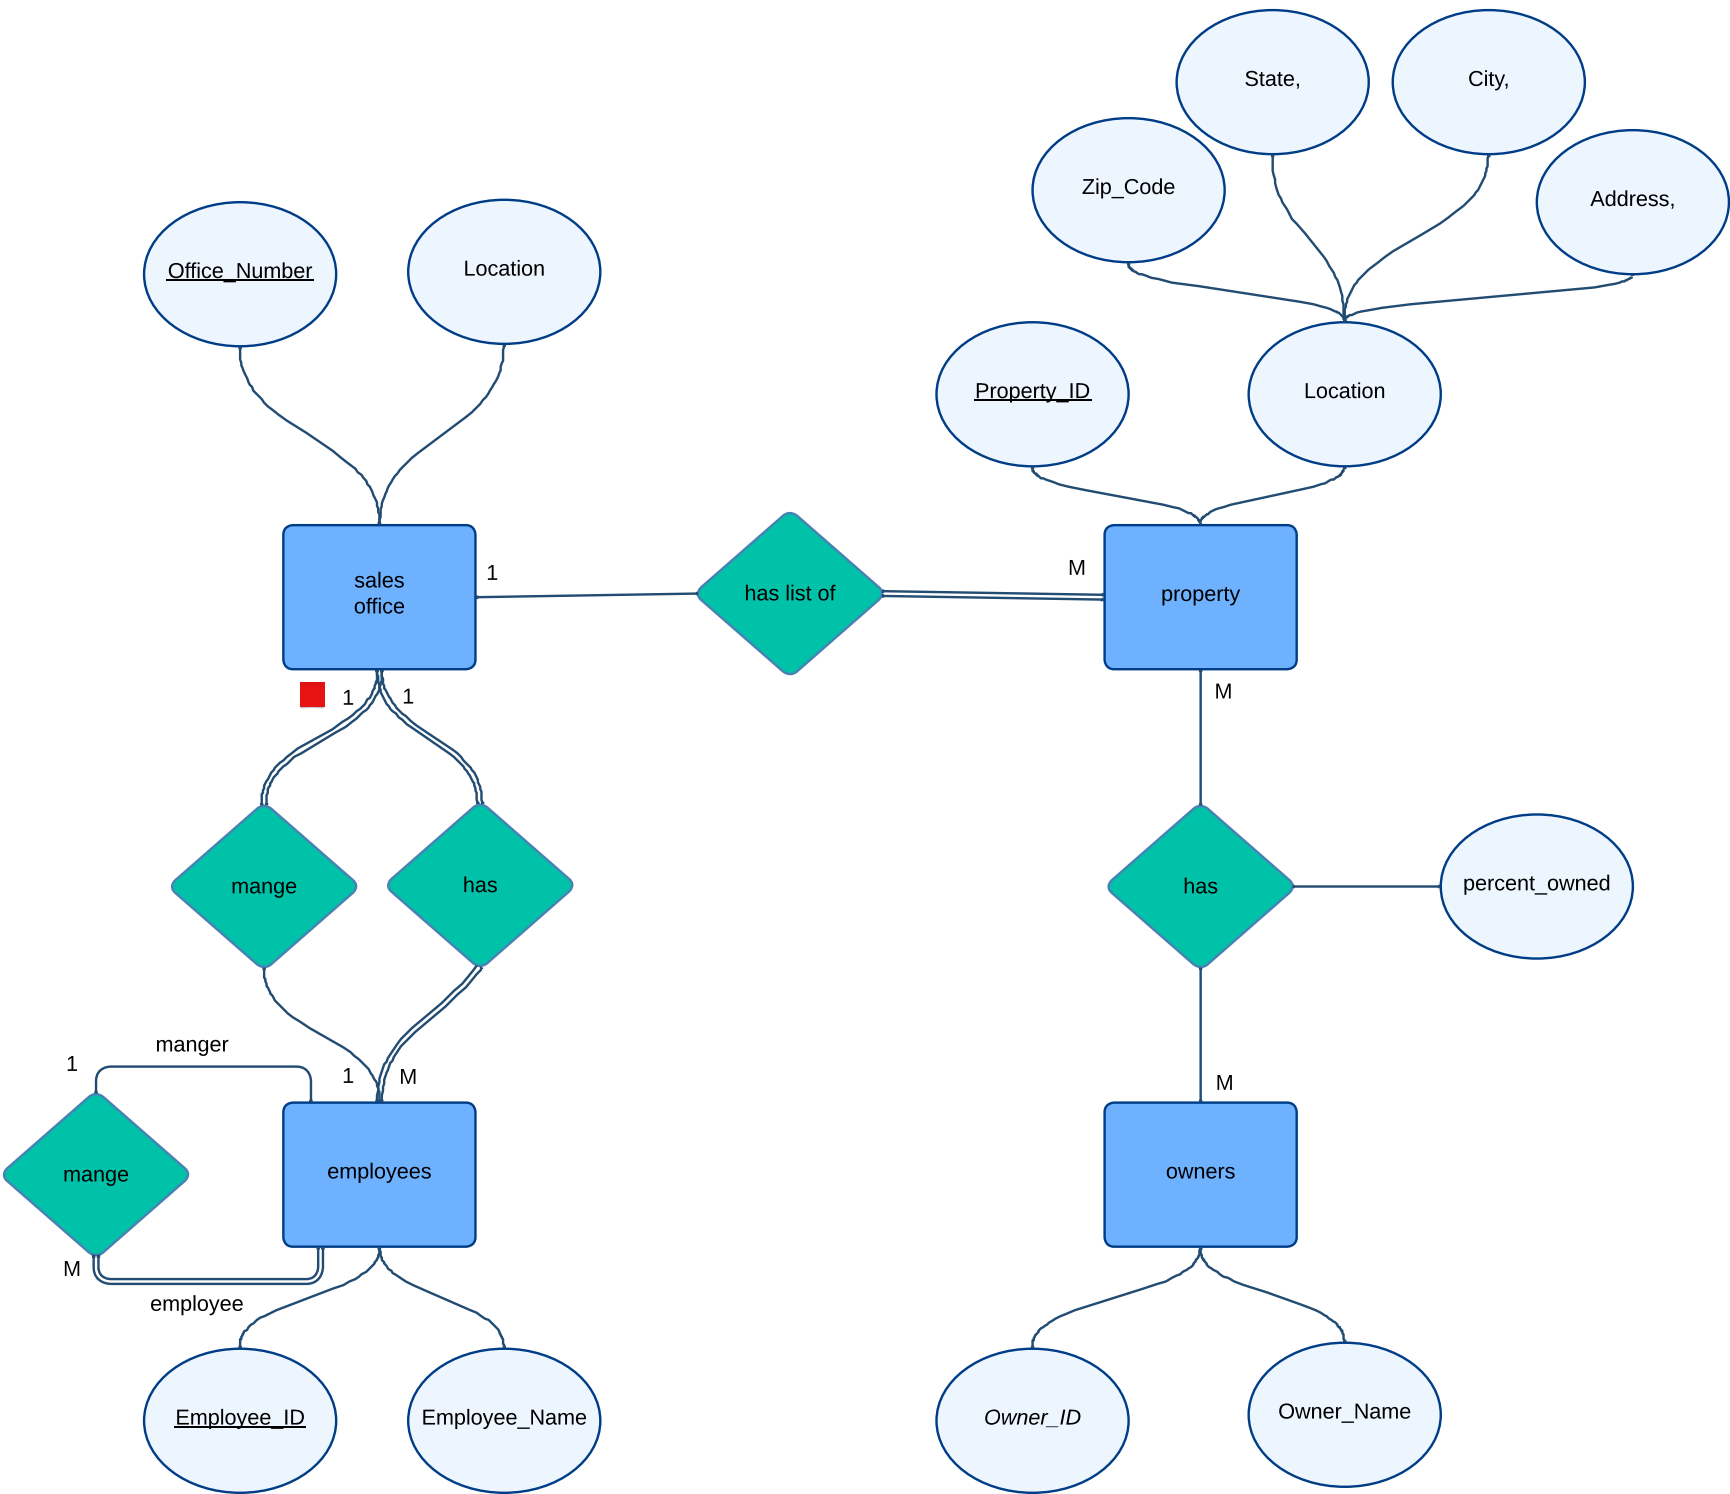 State,
City,
Zip_Code
Address,
Office_Number
Location
Property_ID
Location
sales
office
1
has list of
M
property
1
1
M
mange
has
has
percent_owned
manger
1
1
M
M
mange
employees
owners
M
employee
Employee_ID
Employee_Name
Owner_ID
Owner_Name